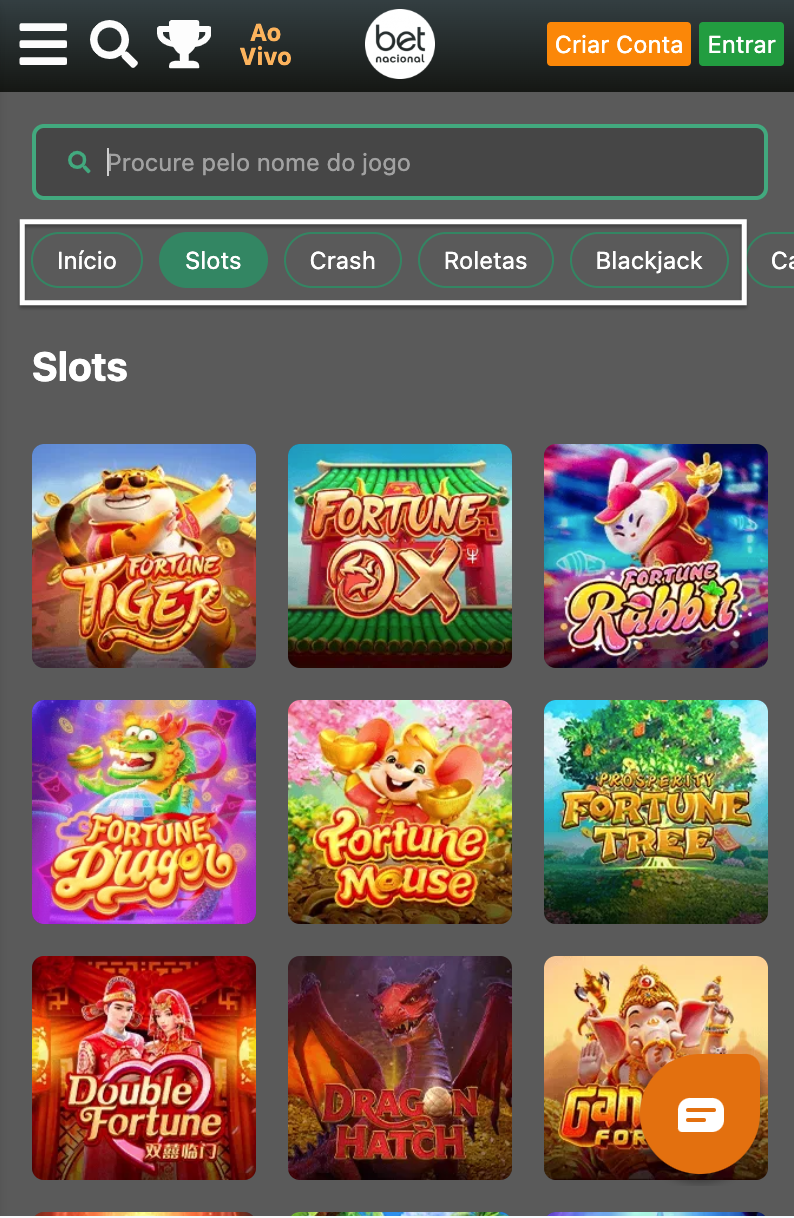 Ao
Vivo
bet
nacional
Criar Conta
Entrar
Procure pelo nome do jogo
Início
Slots
Crash
Roletas
Blackjack
Ca
Slots
FORTUNE
TIGER
FORTUNE
OX
FORTUNE
Rabbit
FORTUNE
Dragon
Fortune
Mouse
PROSPERITY
FORTUNE
TREE
Double
Fortune
双囍临门
DRAGON
HATCH
Gan
FOR